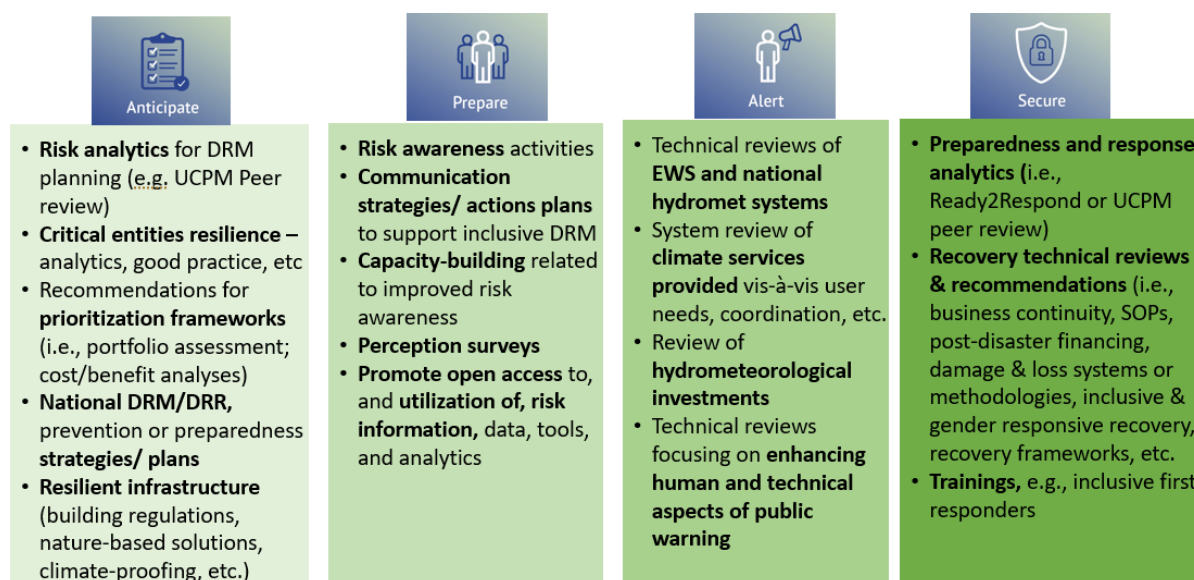 Anticipate
• Risk analytics for DRM
planning (e.g. UCPM Peer
review)
• Critical entities resilience –
analytics, good practice, etc
• Recommendations for
prioritization frameworks
(i.e., portfolio assessment;
cost/benefit analyses)
• National DRM/DRR,
prevention or preparedness
strategies/ plans
• Resilient infrastructure
(building regulations,
nature-based solutions,
climate-proofing, etc.)
Prepare
• Risk awareness activities
• Communication
strategies/ actions plans
to support inclusive DRM
• Capacity-building related
to improved risk
awareness
• Perception surveys
• Promote open access to,
and utilization of, risk
information, data, tools,
and analytics
Alert
• Technical reviews of
EWS and national
hydromet systems
• System review of
climate services
provided vis-à-vis user
needs, coordination, etc.
• Review of
hydrometeorological
investments
• Technical reviews
focusing on enhancing
human and technical
aspects of public
warning
Secure
• Preparedness and response
analytics (i.e.,
Ready2Respond or UCPM
peer review)
• Recovery technical reviews
& recommendations (i.e.,
business continuity, SOPs,
post-disaster financing,
damage & loss systems or
methodologies, inclusive &
gender responsive recovery,
recovery frameworks, etc.
• Trainings, e.g., inclusive first
responders